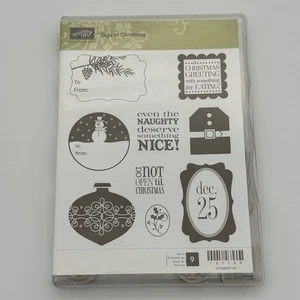 STAMPIN' UP!
Tags til Christmas
To:
From:
A
CHRISTMAS
GREETING
with something
for EATING!
even the
NAUGHTY
deserve
something
NICE!
To:
From:
DO NOT
OPEN til
CHRISTMAS
dec.
25
9